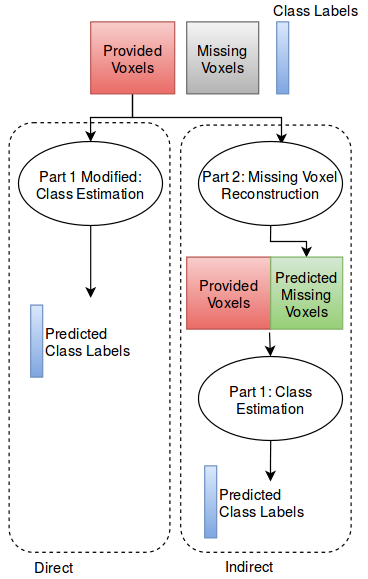 Class Labels
Provided
Voxels
Missing
Voxels
Part 1 Modified:
Class Estimation
Predicted
Class Labels
Direct
Part 2: Missing Voxel
Reconstruction
Provided
Voxels
Predicted
Missing
Voxels
Part 1: Class
Estimation
Predicted
Class Labels
Indirect